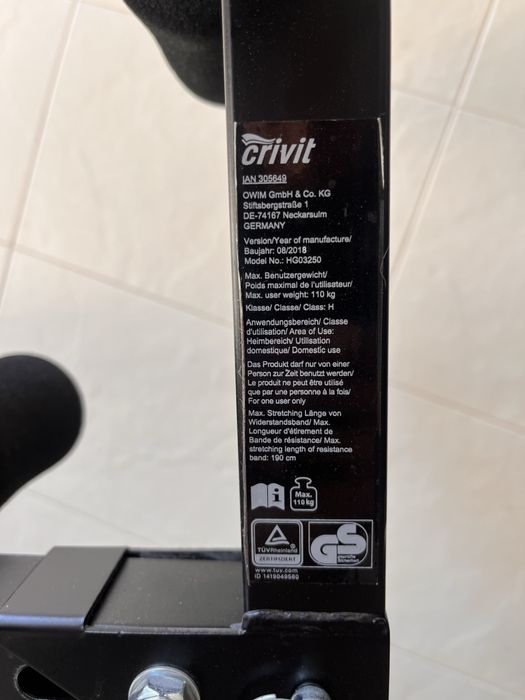 crivit
IAN 305649
OWIM GmbH & Co. KG
Stiftsbergstraße 1
DE-74167 Neckarsulm
GERMANY
Version/Year of manufacture/
Baujahr: 08/2018
Model No.: HG03250
Max. Benutzergewicht/
Poids maximal de l'utilisateur/
Max. user weight: 110 kg
Klasse/ Classe/ Class: H
Anwendungsbereich/ Classe
d'utilisation/ Area of Use:
Heimbereich/ Utilisation
domestique/ Domestic use
Das Produkt darf nur von einer
Person zur Zeit benutzt werden/
Le produit ne peut être utilisé
que par une personne à la fois/
For one user only
Max. Stretching Länge von
Widerstandsband/ Max.
Longueur d'étirement de
Bande de résistance/ Max.
stretching length of resistance
band: 190 cm
i
Max.
110 kg
TÜVRheinland
ZERTIFIZIERT
GS
geprüfte
Sicherheit
www.tuv.com
ID 1419049560